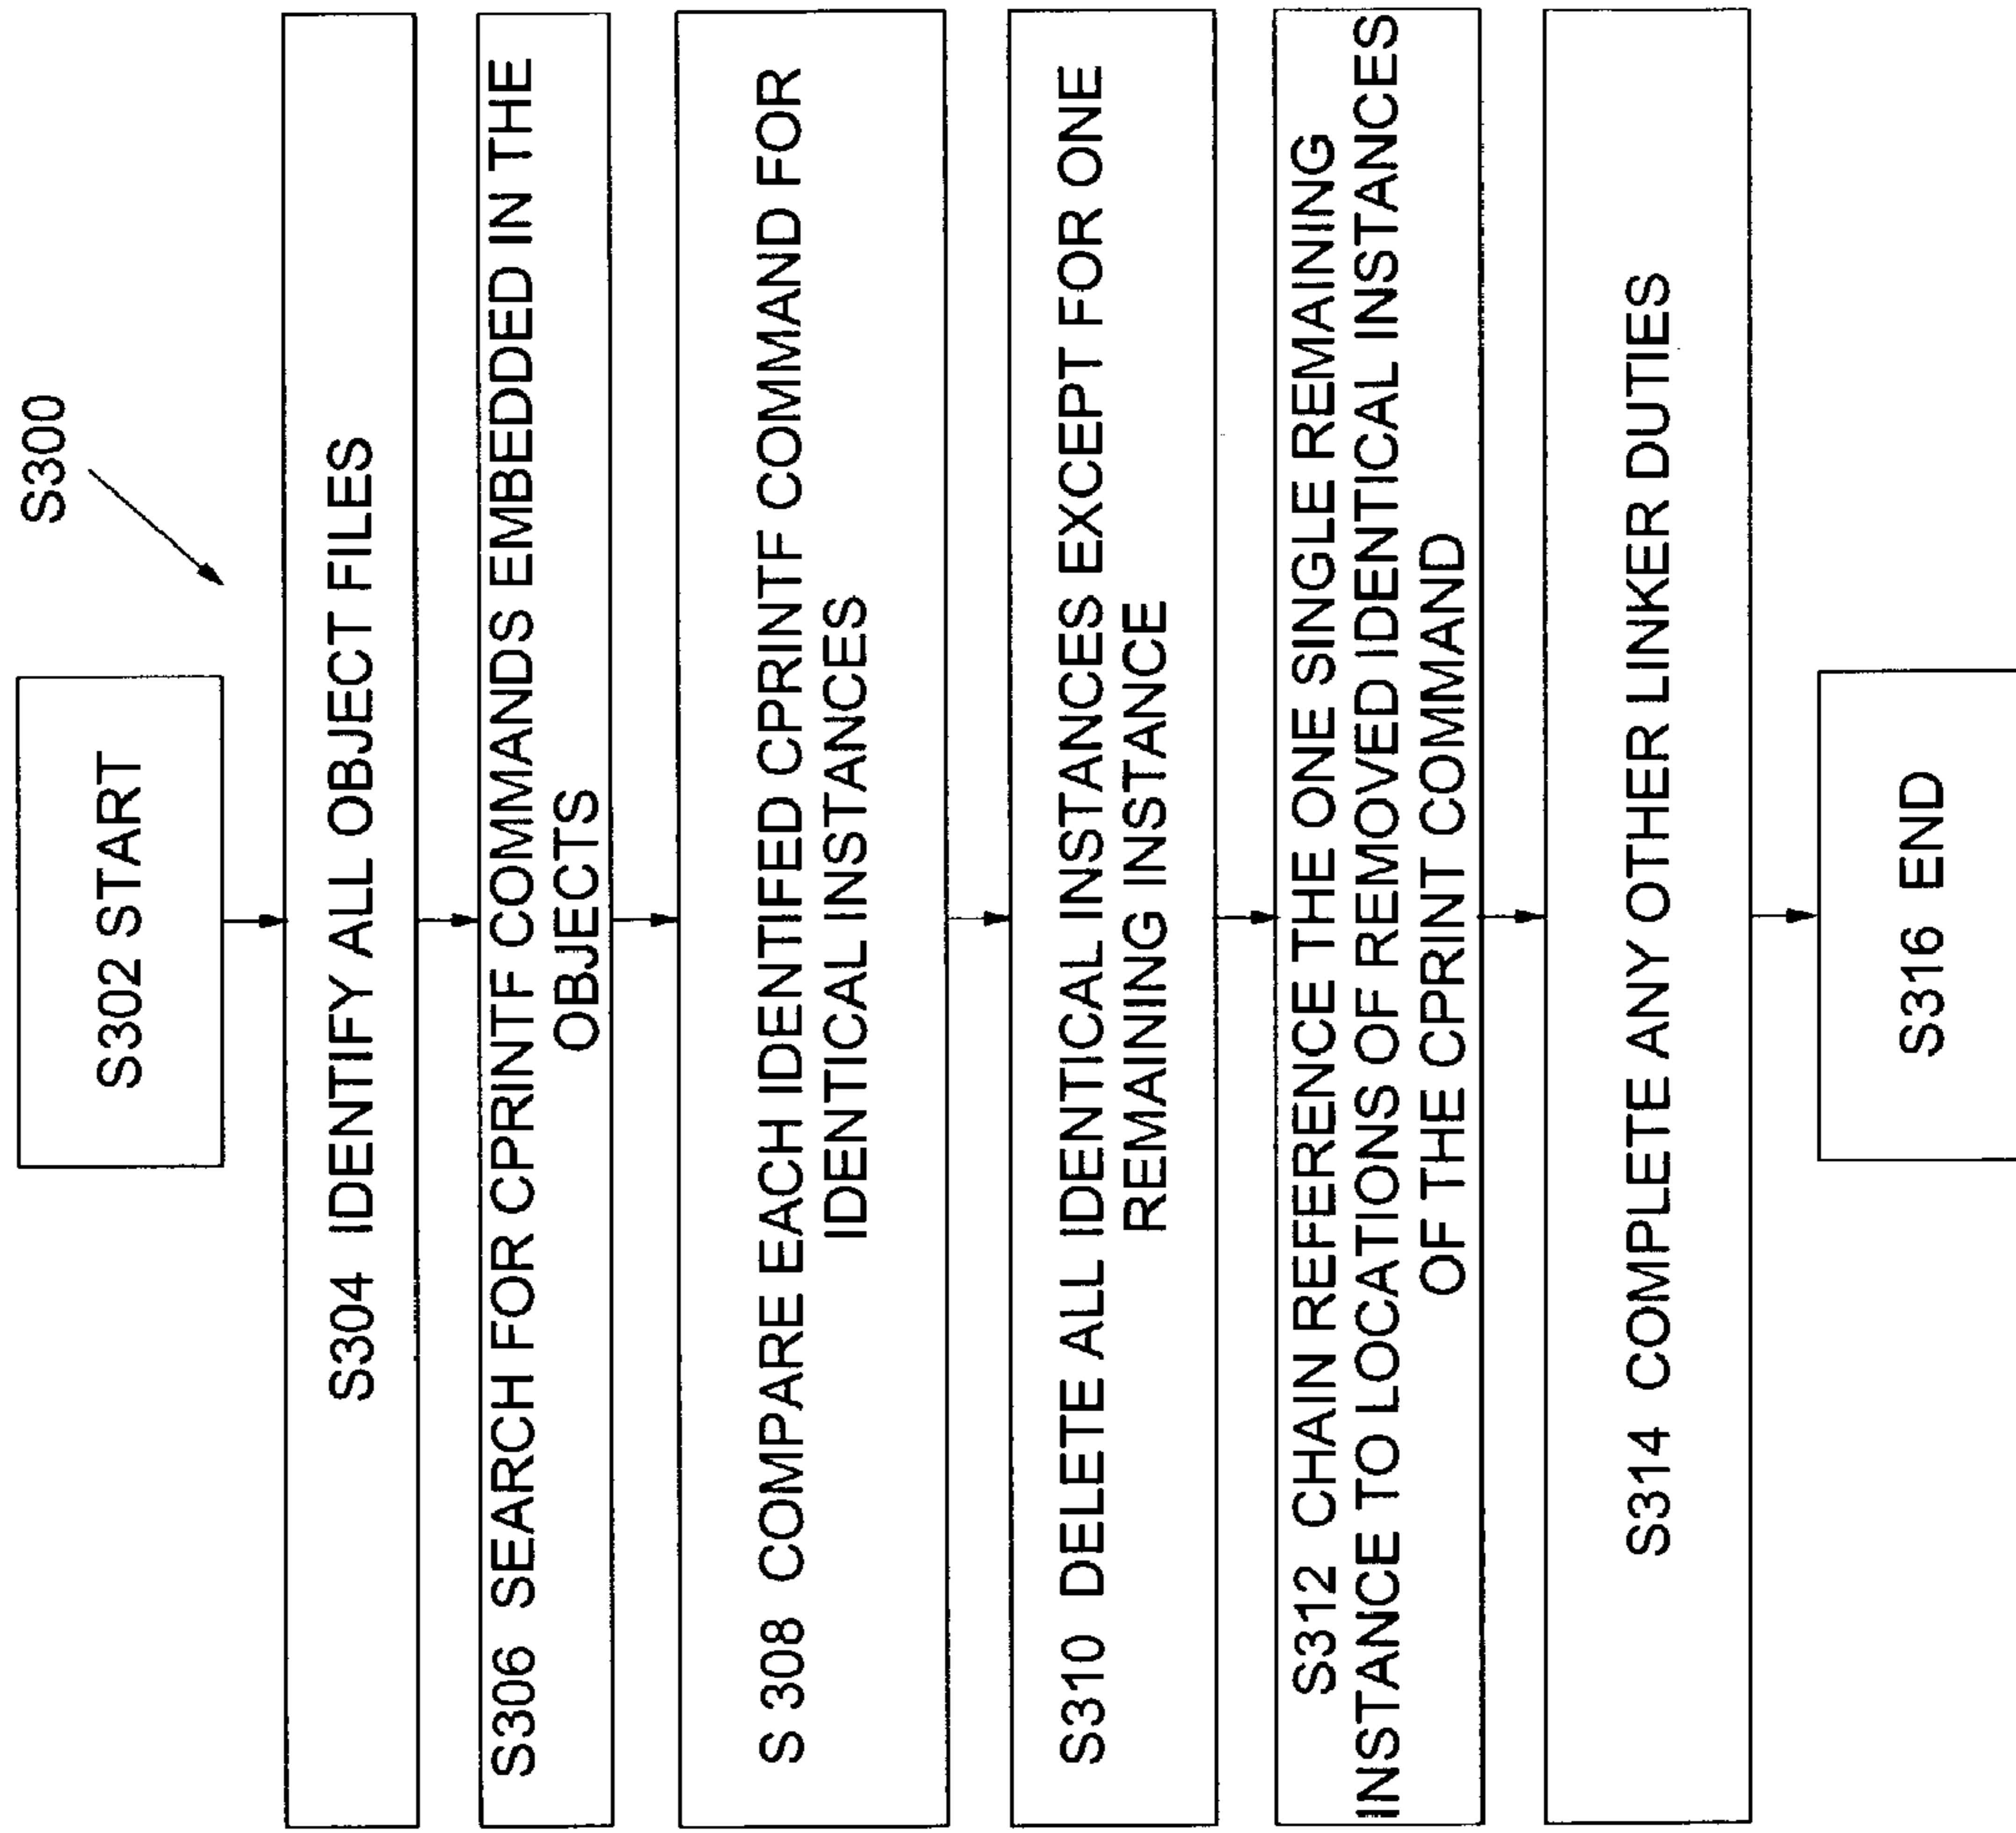 S300
S302 START
S304 IDENTIFY ALL OBJECT FILES
S306 SEARCH FOR CPRINTF COMMANDS EMBEDDED IN THE
OBJECTS
S 308 COMPARE EACH IDENTIFED CPRINTF COMMAND FOR
IDENTICAL INSTANCES
S310 DELETE ALL IDENTICAL INSTANCES EXCEPT FOR ONE
REMAINING INSTANCE
S312 CHAIN REFERENCE THE ONE SINGLE REMAINING
INSTANCE TO LOCATIONS OF REMOVED IDENTICAL INSTANCES
OF THE CPRINT COMMAND
S314 COMPLETE ANY OTHER LINKER DUTIES
S316 END